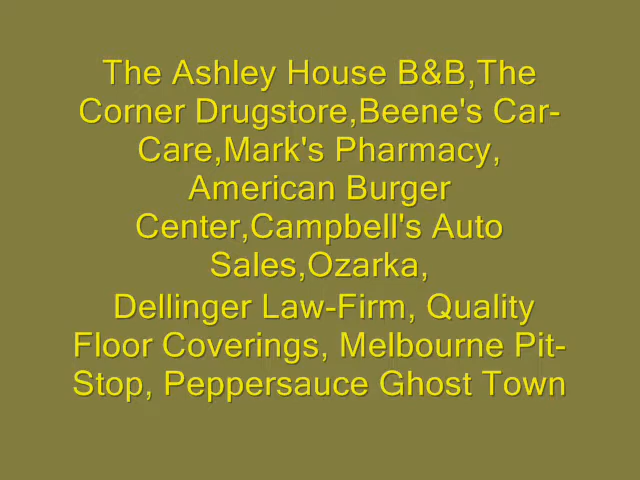 The Ashley House B&B,The
Corner Drugstore,Beene's Car-
Care,Mark's Pharmacy,
American Burger
Center,Campbell's Auto
Sales,Ozarka,
Dellinger Law-Firm, Quality
Floor Coverings, Melbourne Pit-
Stop, Peppersauce Ghost Town